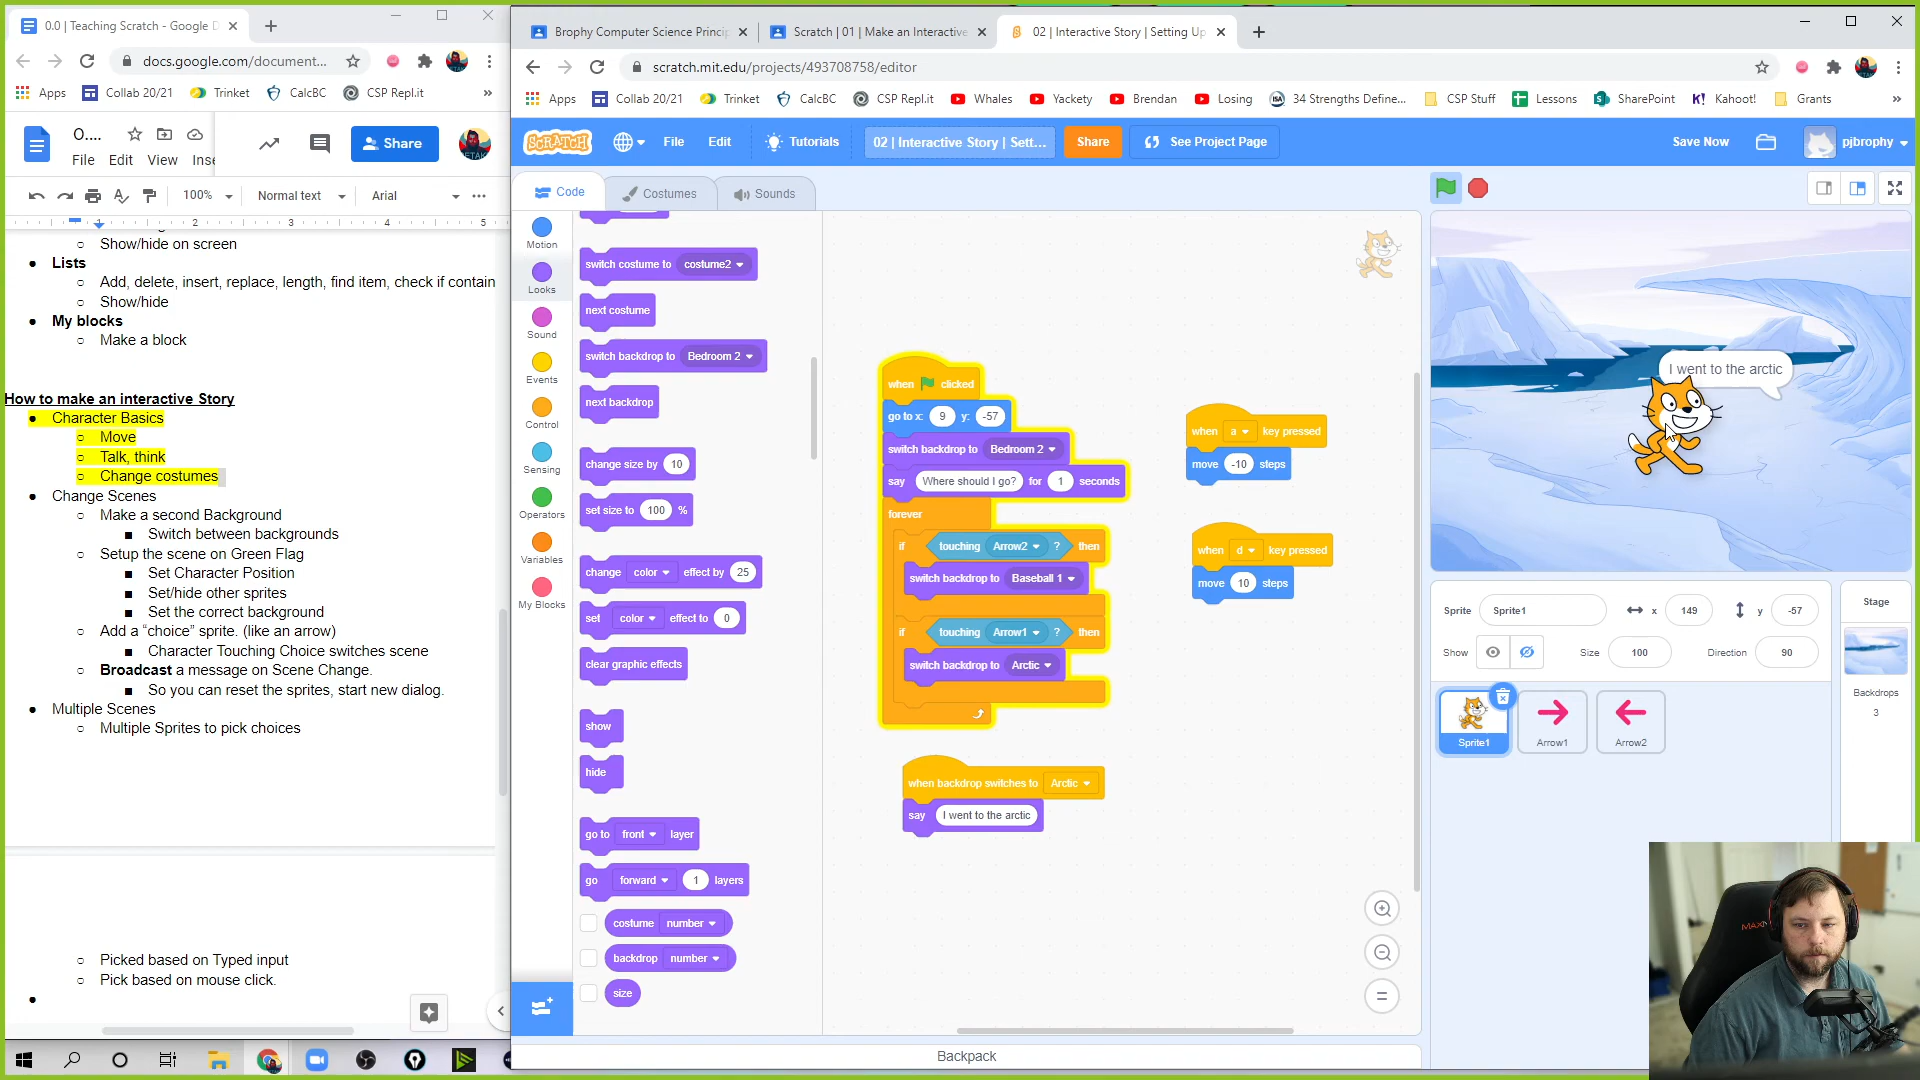 0.0 | Teaching Scratch - Google D
docs.google.com/document...
Apps
Collab 20/21
Trinket
CalcBC
CSP Repl.it
»
O....
File
Edit
View
Inse
Share
100%
Normal text
Arial
1
2
3
4
5
Show/hide on screen
Lists
Add, delete, insert, replace, length, find item, check if contain
Show/hide
My blocks
Make a block
How to make an interactive Story
Character Basics
Move
Talk, think
Change costumes
Change Scenes
Make a second Background
Switch between backgrounds
Setup the scene on Green Flag
Set Character Position
Set/hide other sprites
Set the correct background
Add a “choice” sprite. (like an arrow)
Character Touching Choice switches scene
Broadcast a message on Scene Change.
So you can reset the sprites, start new dialog.
Multiple Scenes
Multiple Sprites to pick choices
Picked based on Typed input
Pick based on mouse click.
Brophy Computer Science Princip
Scratch | 01 | Make an Interactive
02 | Interactive Story | Setting Up
scratch.mit.edu/projects/493708758/editor
Apps
Collab 20/21
Trinket
CalcBC
CSP Repl.it
Whales
Yackety
Brendan
Losing
34 Strengths Define...
CSP Stuff
Lessons
SharePoint
Kahoot!
Grants
»
SCRATCH
File
Edit
Tutorials
02 | Interactive Story | Sett...
Share
See Project Page
Save Now
pjbrophy
Code
Costumes
Sounds
Motion
Looks
Sound
Events
Control
Sensing
Operators
Variables
My Blocks
switch costume to costume2
next costume
switch backdrop to Bedroom 2
next backdrop
change size by 10
set size to 100 %
change color effect by 25
set color effect to 0
clear graphic effects
show
hide
go to front layer
go forward 1 layers
costume number
backdrop number
size
when clicked
go to x: 9 y: -57
switch backdrop to Bedroom 2
say Where should I go? for 1 seconds
forever
if touching Arrow2 ? then
switch backdrop to Baseball 1
if touching Arrow1 ? then
switch backdrop to Arctic
when backdrop switches to Arctic
say I went to the arctic
when a key pressed
move -10 steps
when d key pressed
move 10 steps
I went to the arctic
Sprite Sprite1 x 149 y -57
Show Size 100 Direction 90
Sprite1
Arrow1
Arrow2
Stage
Backdrops
3
Backpack